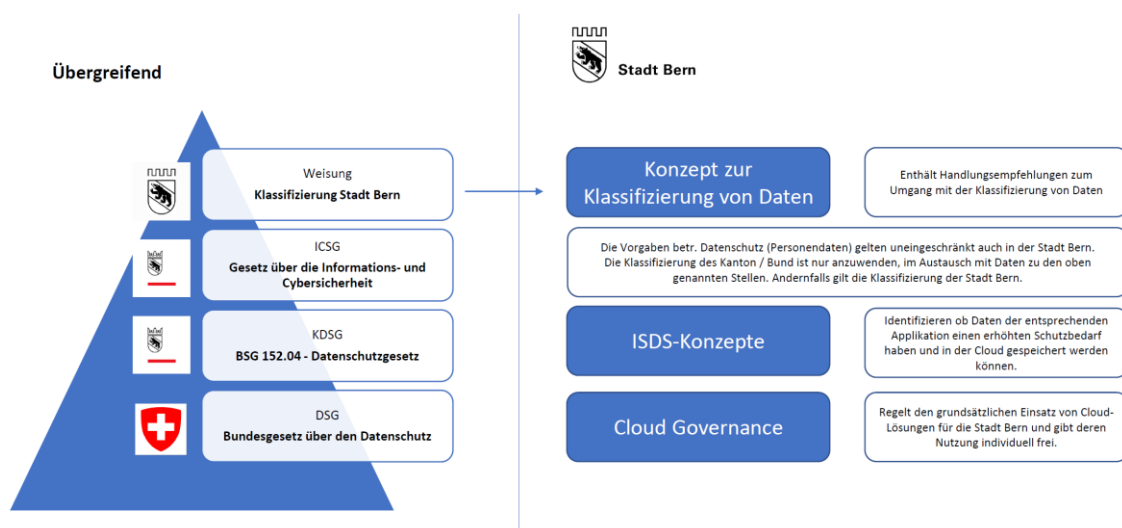 Übergreifend
Weisung
Klassifizierung Stadt Bern
ICSG
Gesetz über die Informations- und
Cybersicherheit
KDSG
BSG 152.04 - Datenschutzgesetz
DSG
Bundesgesetz über den Datenschutz
Stadt Bern
Konzept zur
Klassifizierung von Daten
Enthält Handlungsempfehlungen zum
Umgang mit der Klassifizierung von Daten
Die Vorgaben betr. Datenschutz (Personendaten) gelten uneingeschränkt auch in der Stadt Bern.
Die Klassifizierung des Kanton / Bund ist nur anzuwenden, im Austausch mit Daten zu den oben
genannten Stellen. Andernfalls gilt die Klassifizierung der Stadt Bern.
ISDS-Konzepte
Identifizieren ob Daten der entsprechenden
Applikation einen erhöhten Schutzbedarf
haben und in der Cloud gespeichert werden
können.
Cloud Governance
Regelt den grundsätzlichen Einsatz von Cloud-
Lösungen für die Stadt Bern und gibt deren
Nutzung individuell frei.